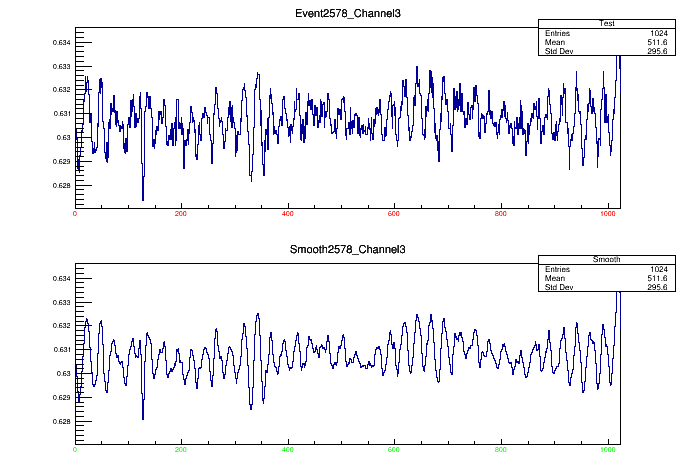 Event2578_Channel3
Test
Entries 1024
Mean 511.6
Std Dev 295.6
0.634
0.633
0.632
0.631
0.63
0.629
0.628
0 200 400 600 800 1000
Smooth2578_Channel3
Smooth
Entries 1024
Mean 511.6
Std Dev 295.6
0.634
0.633
0.632
0.631
0.63
0.629
0.628
0 200 400 600 800 1000